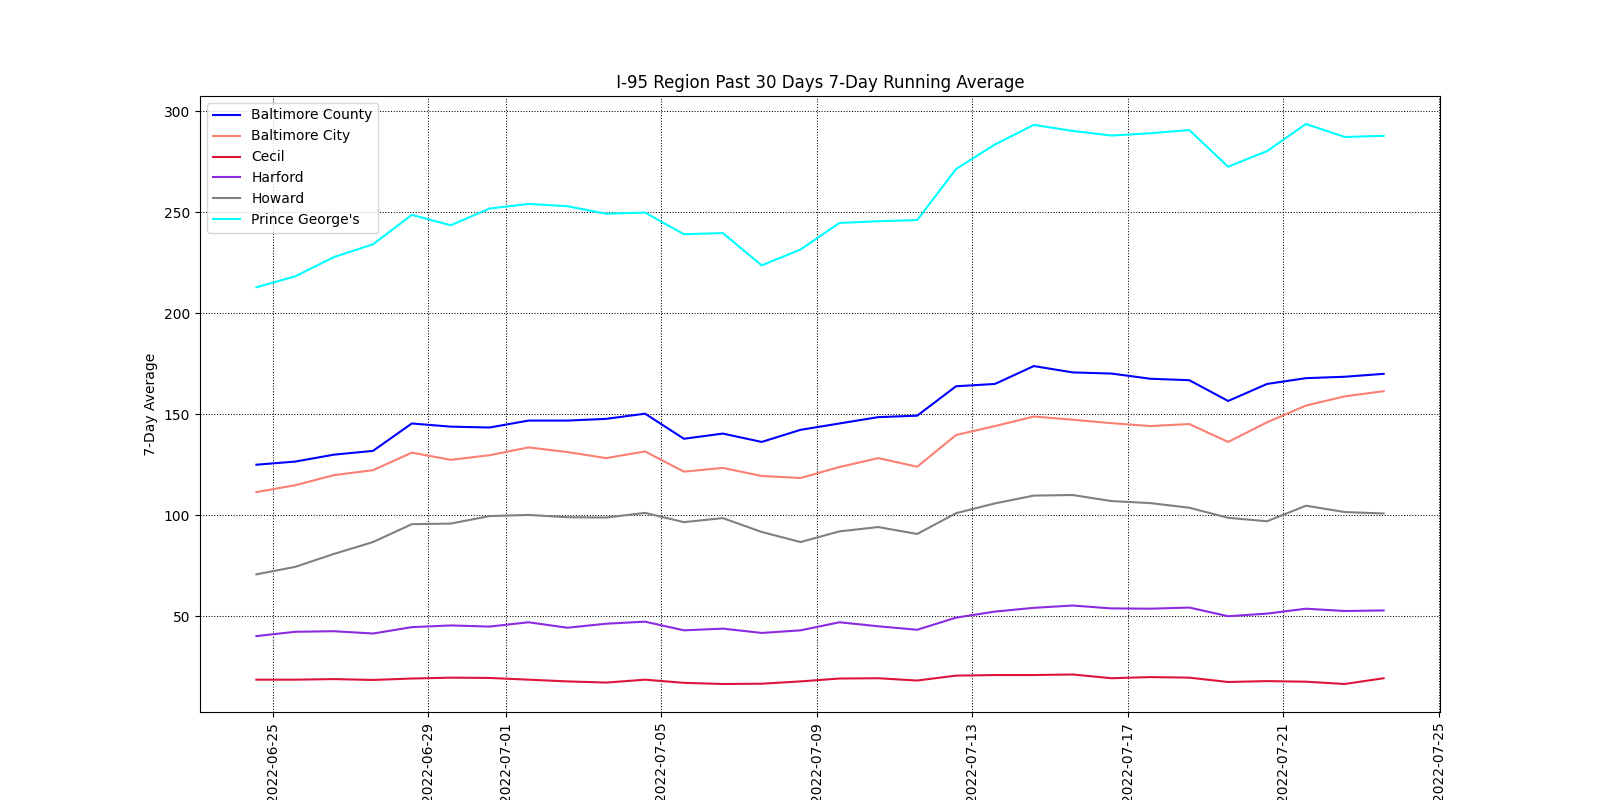 I-95 Region Past 30 Days 7-Day Running Average
Baltimore County
Baltimore City
Cecil
Harford
Howard
Prince George's
7-Day Average
300
250
200
150
100
50
2022-06-25
2022-06-29
2022-07-01
2022-07-05
2022-07-09
2022-07-13
2022-07-17
2022-07-21
2022-07-25